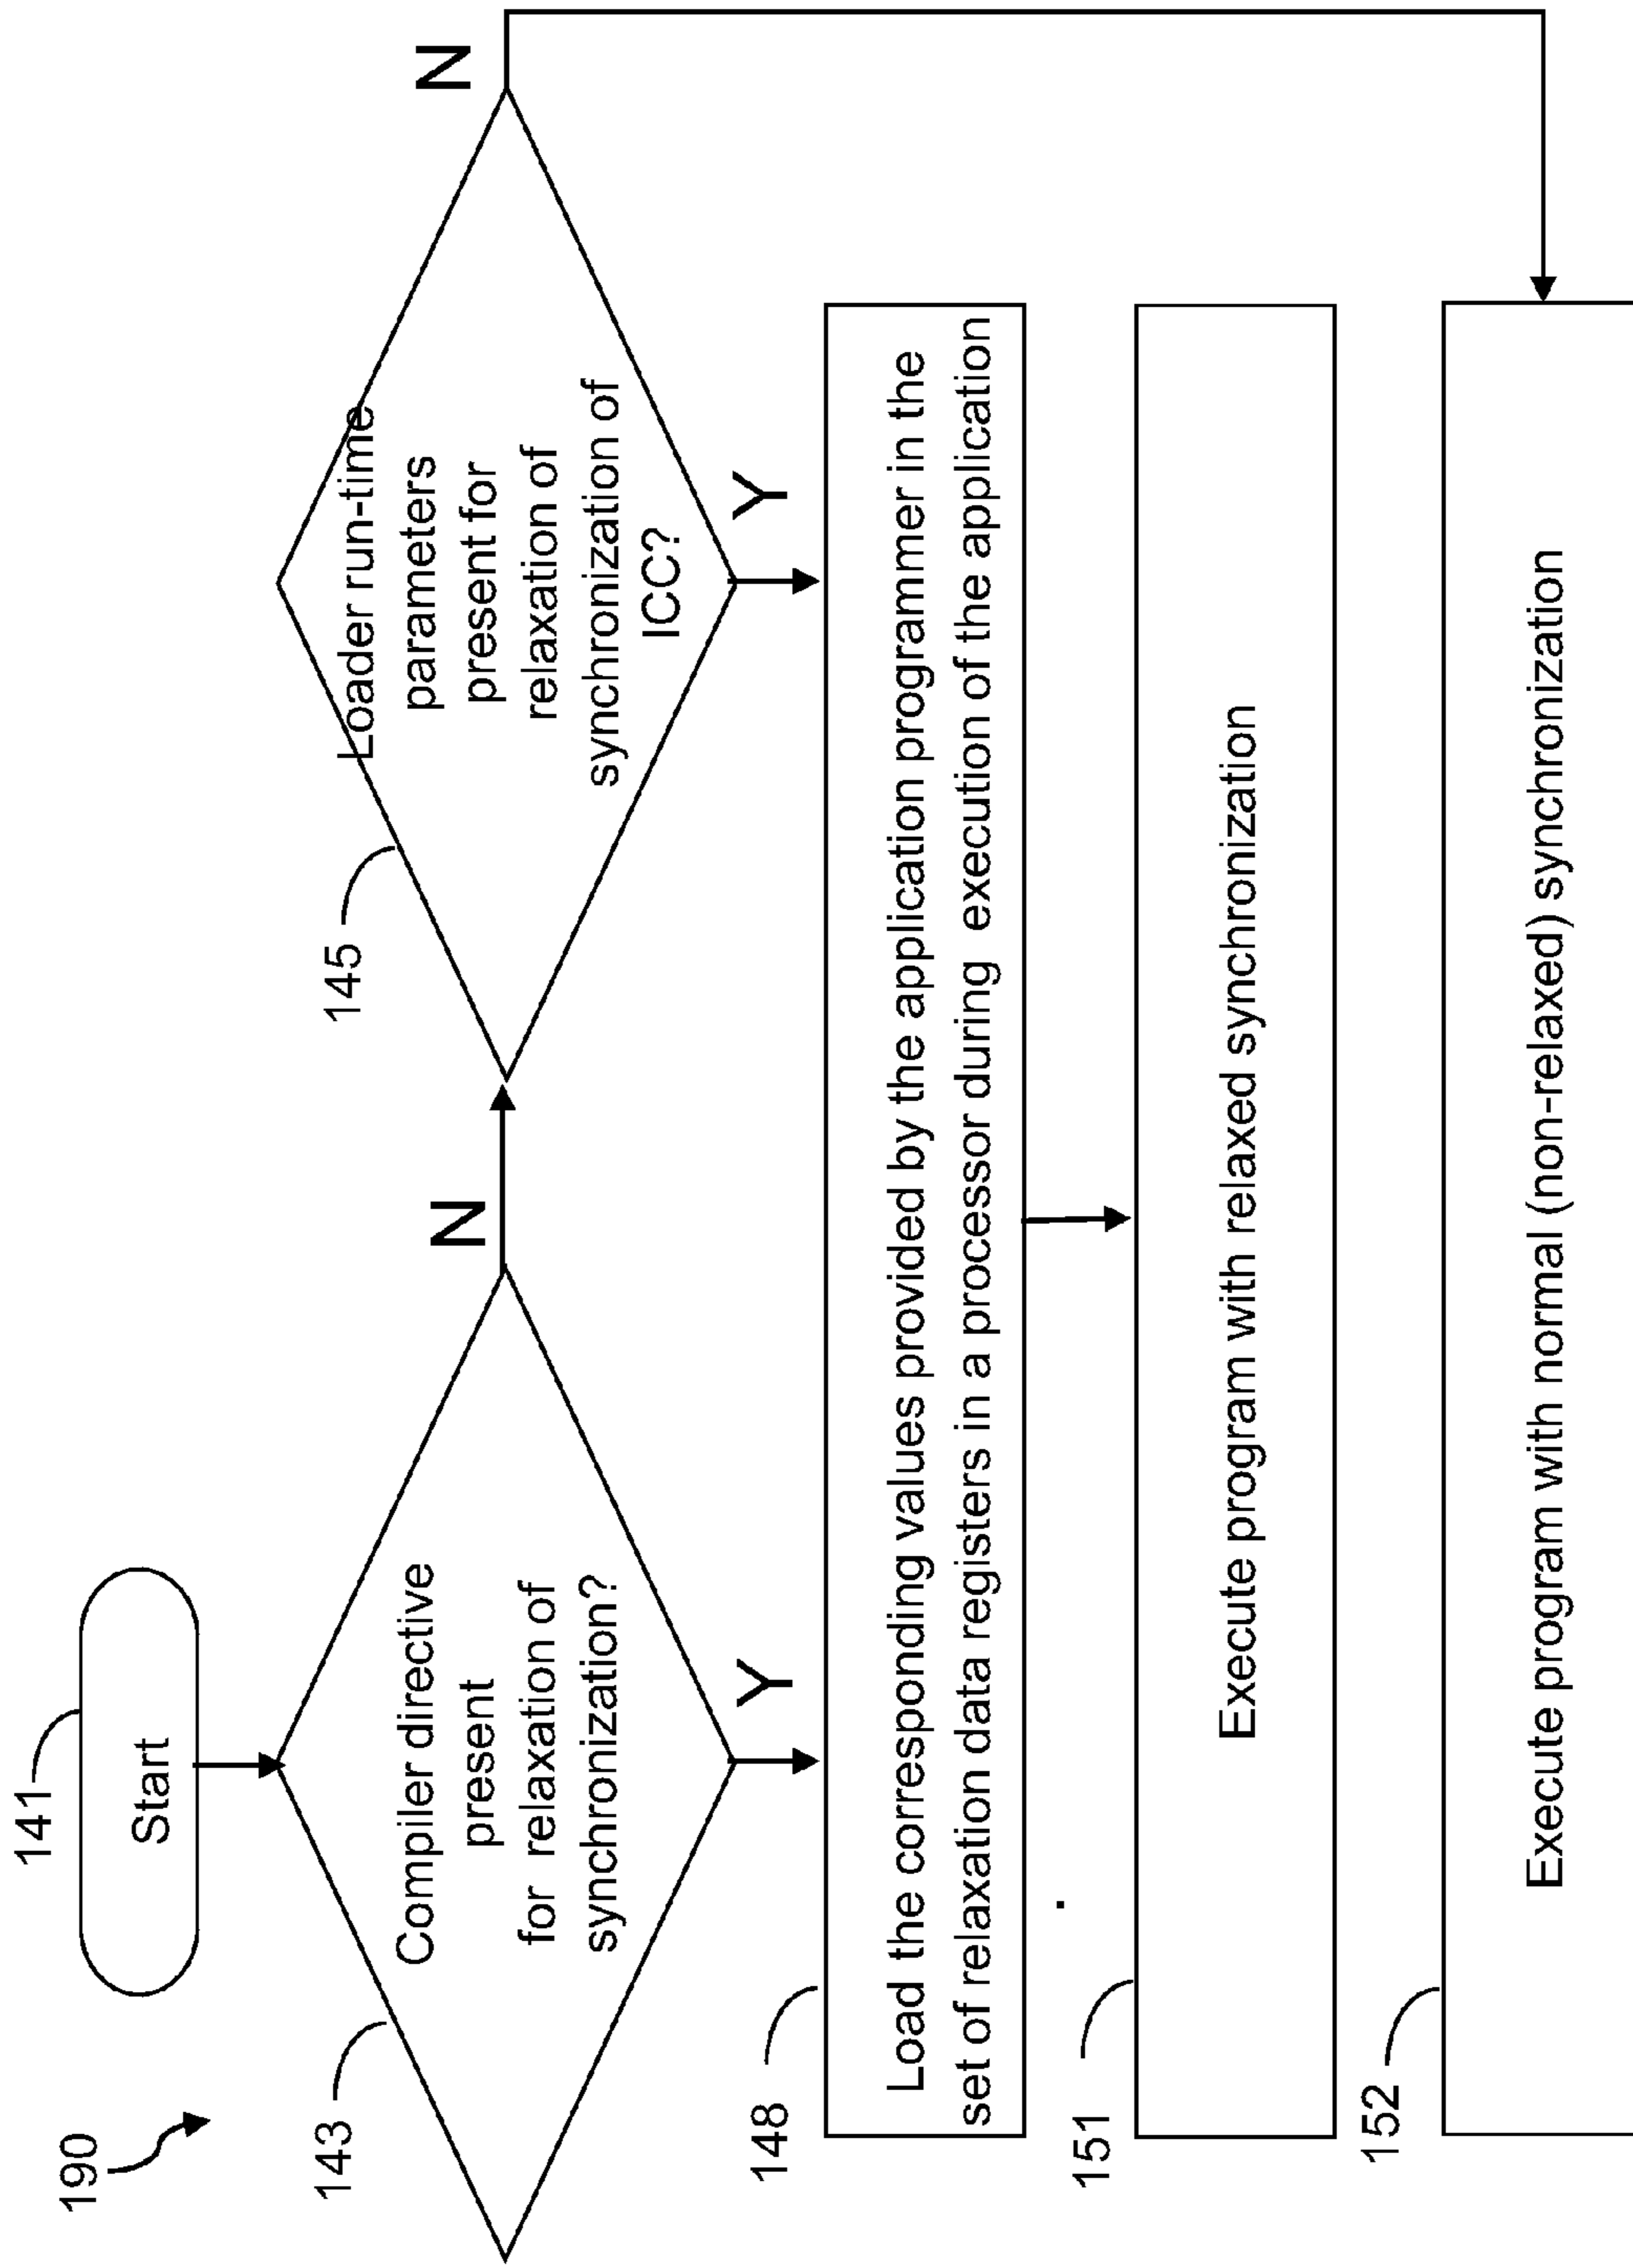 190
141
Start
143
Compiler directive
present
for relaxation of
synchronization?
N
Y
145
Loader run-time
parameters
present for
relaxation of
synchronization of
ICC?
N
Y
148
Load the corresponding values provided by the application programmer in the
set of relaxation data registers in a processor during execution of the application
.
151
Execute program with relaxed synchronization
152
Execute program with normal (non-relaxed) synchronization